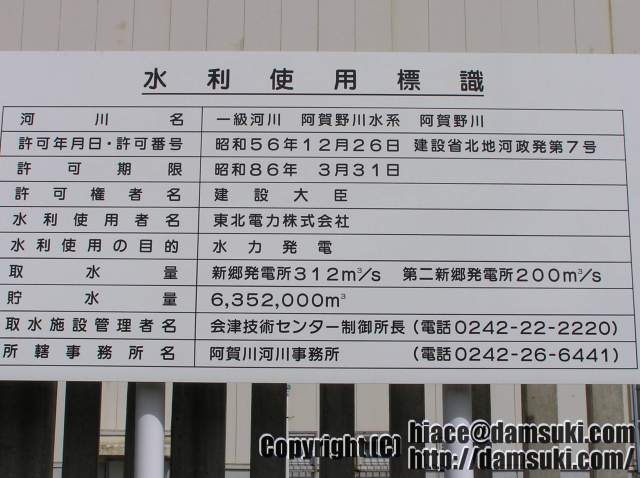 水利使用標識
河川名 一級河川 阿賀野川水系 阿賀野川
許可年月日・許可番号 昭和56年12月26日 建設省北地河政発第7号
許可期限 昭和86年 3月31日
許可権者名 建設大臣
水利使用者名 東北電力株式会社
水利使用の目的 水力発電
取水量 新郷発電所312m³/s 第二新郷発電所200m³/s
貯水量 6,352,000m³
取水施設管理者名 会津技術センター制御所長 (電話0242-22-2220)
所轄事務所名 阿賀川河川事務所 (電話0242-26-6441)
Copyright(C) hiace@damsuki.com
http://damsuki.com/